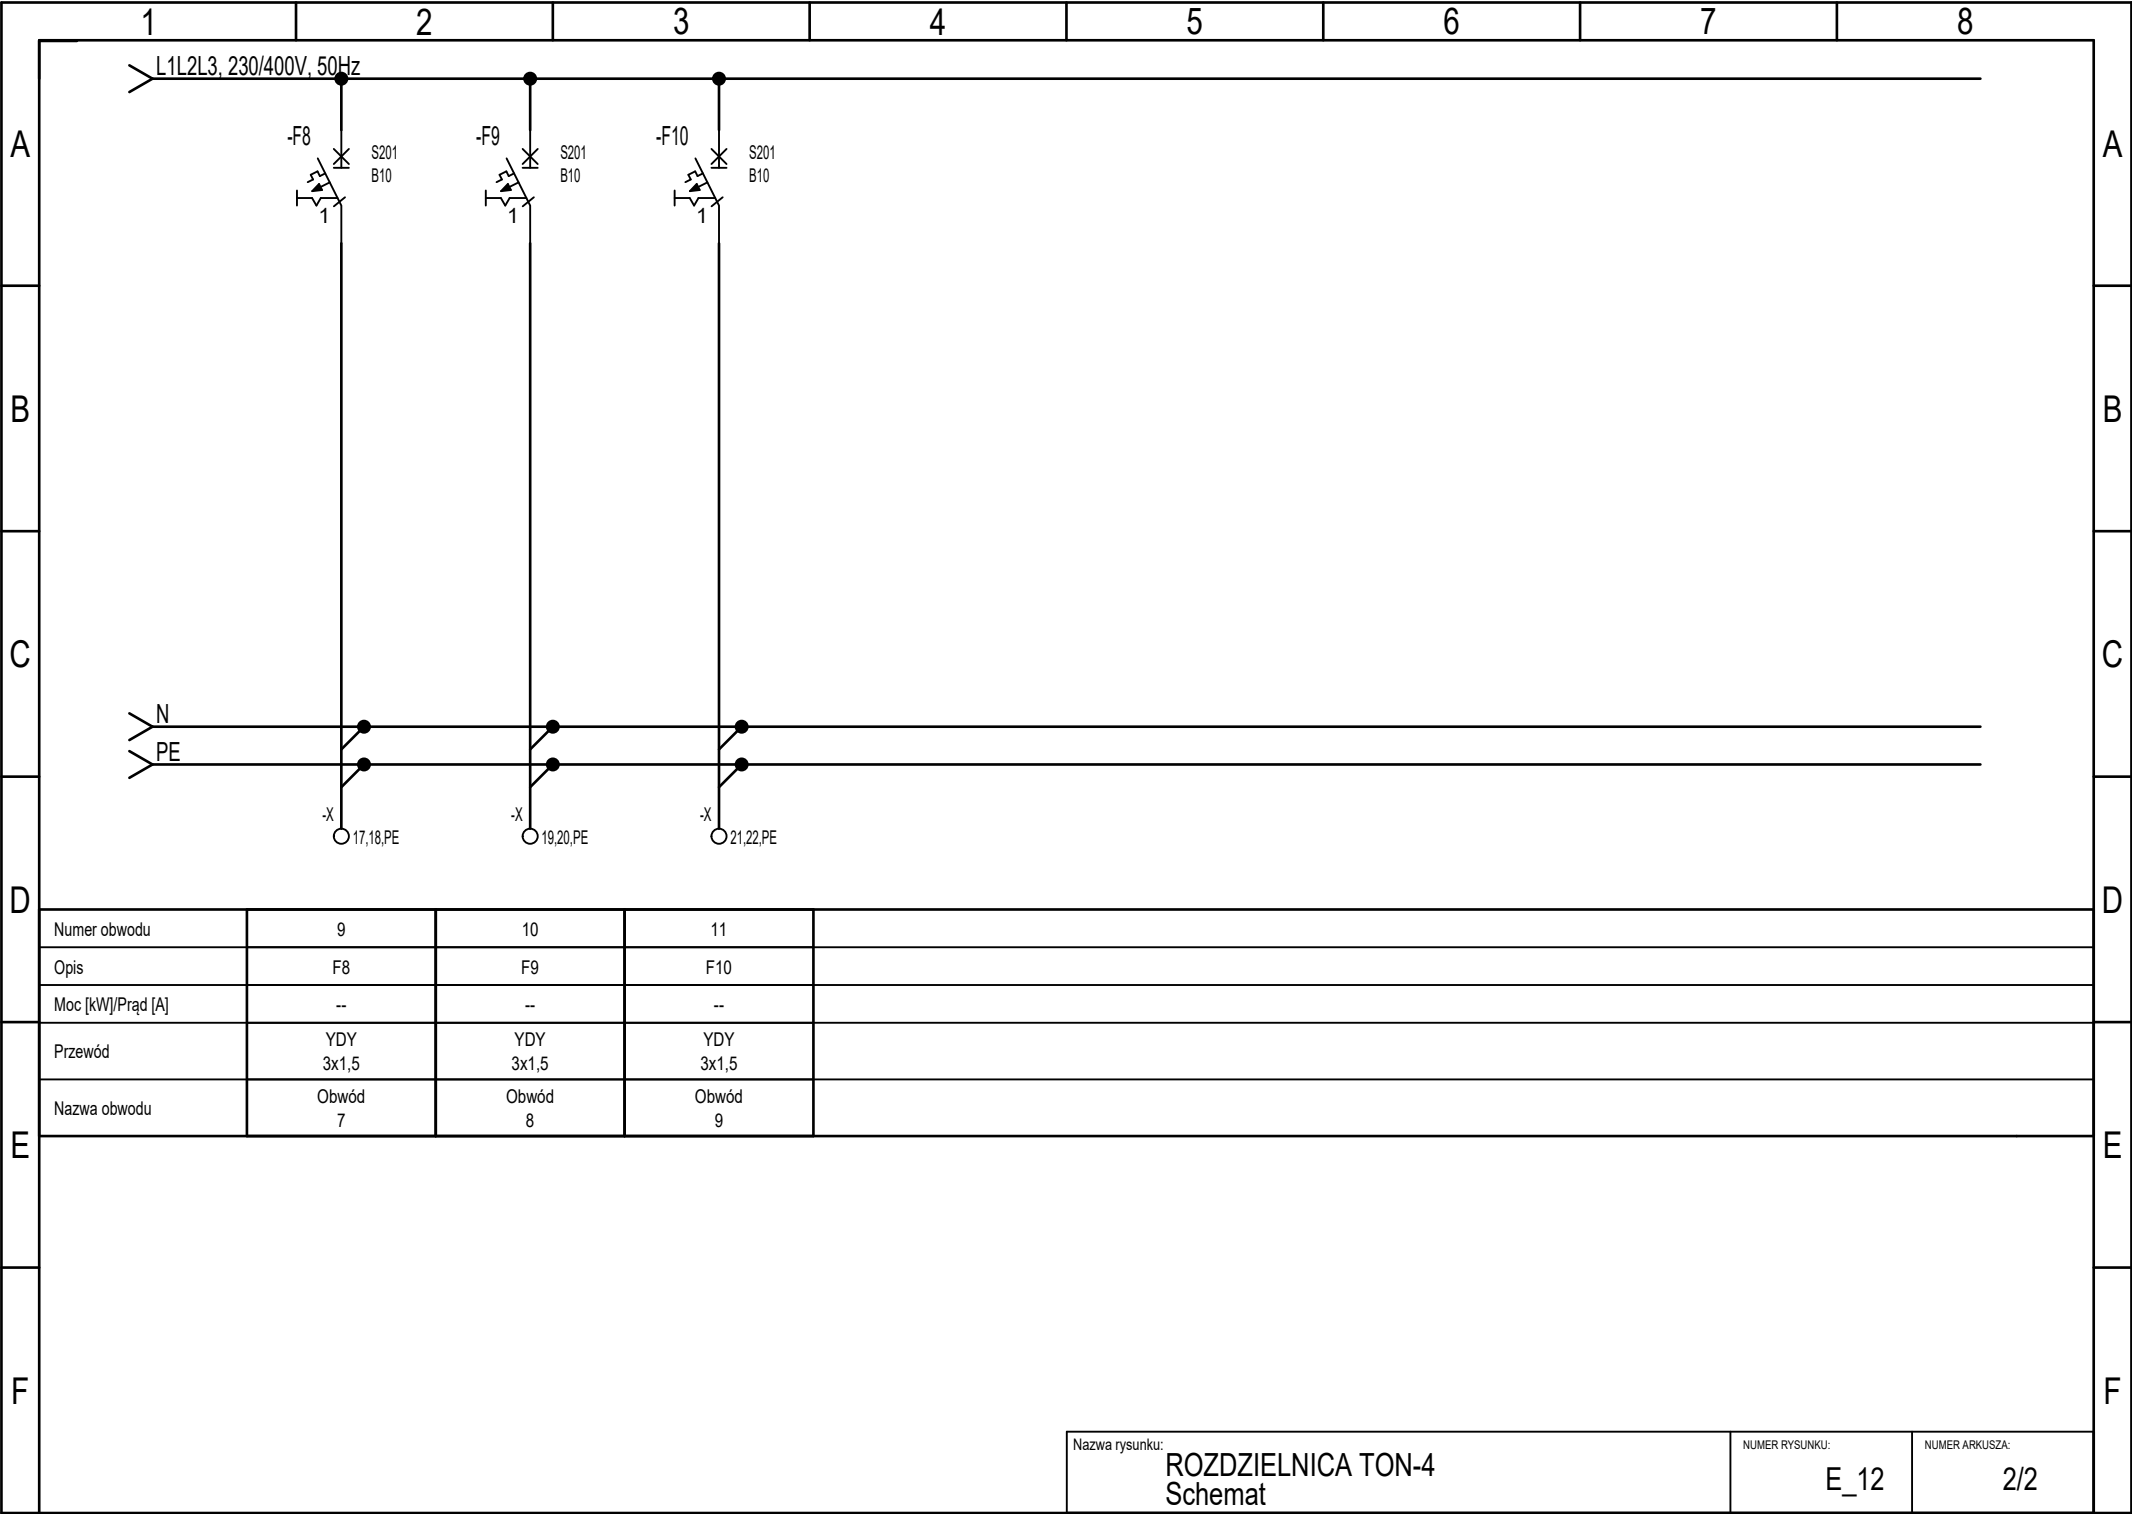 1 2 3 4 5 6 7 8
L1L2L3, 230/400V, 50Hz
A A
-F8 S201 -F9 S201 -F10 S201
B10 B10 B10
1 1 1
B B
C C
N
PE
-X -X -X
17,18,PE 19,20,PE 21,22,PE
D D
Numer obwodu 9 10 11
Opis F8 F9 F10
Moc [kW]/Prąd [A] -- -- --
Przewód YDY 3x1,5 YDY 3x1,5 YDY 3x1,5
Nazwa obwodu Obwód 7 Obwód 8 Obwód 9
E E
F F
Nazwa rysunku: NUMER RYSUNKU: NUMER ARKUSZA:
ROZDZIELNICA TON-4
Schemat E_12 2/2